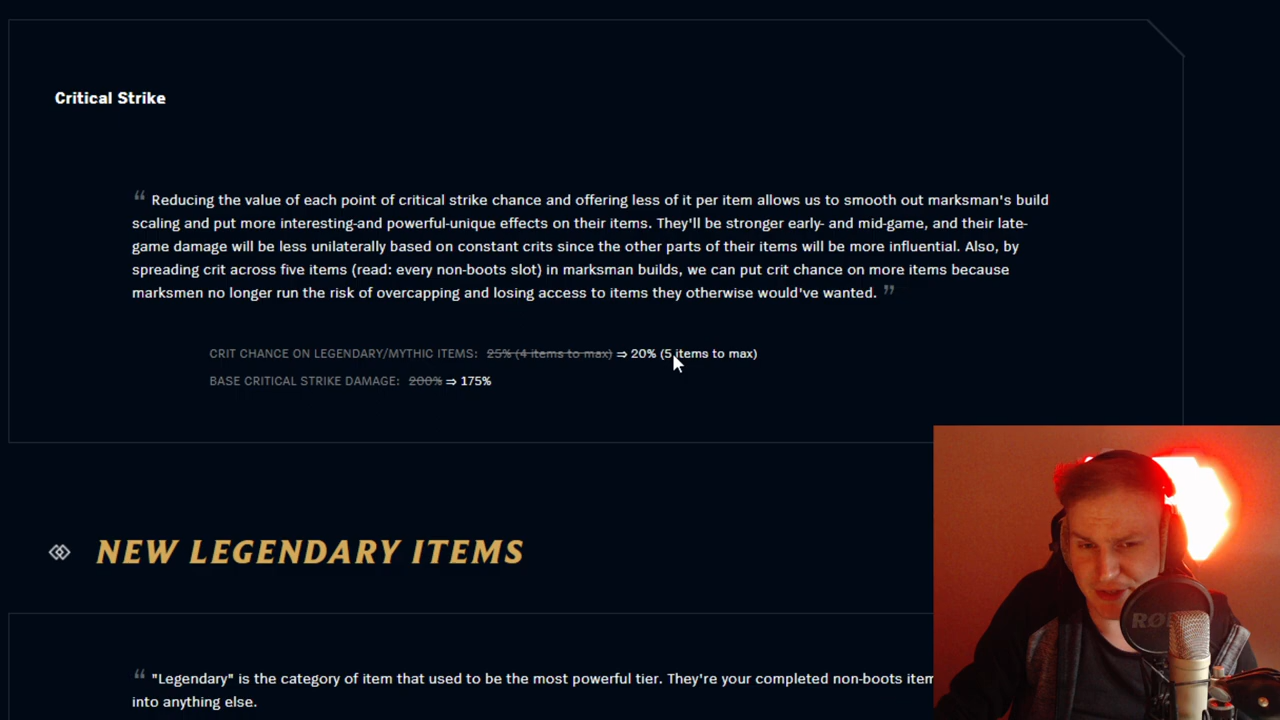 Critical Strike
“ Reducing the value of each point of critical strike chance and offering less of it per item allows us to smooth out marksman's build
scaling and put more interesting-and powerful-unique effects on their items. They'll be stronger early- and mid-game, and their late-
game damage will be less unilaterally based on constant crits since the other parts of their items will be more influential. Also, by
spreading crit across five items (read: every non-boots slot) in marksman builds, we can put crit chance on more items because
marksmen no longer run the risk of overcapping and losing access to items they otherwise would've wanted. ”
CRIT CHANCE ON LEGENDARY/MYTHIC ITEMS: 25% (4 items to max) ⇒ 20% (5 items to max)
BASE CRITICAL STRIKE DAMAGE: 200% ⇒ 175%
NEW LEGENDARY ITEMS
“ "Legendary" is the category of item that used to be the most powerful tier. They're your completed non-boots item
into anything else.